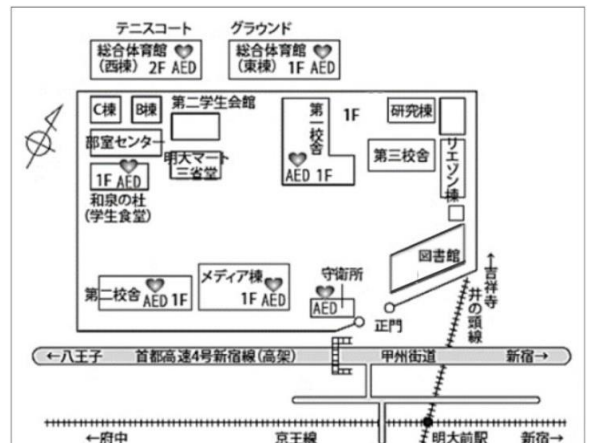 テニスコート
グラウンド
総合体育館
(西棟) 2F AED
総合体育館
(東棟) 1F AED
C棟
B棟
第二学生会館
第一校舎
1F
研究棟
部室センター
明大マート
三省堂
AED 1F
第三校舎
リエゾン棟
1F AED
和泉の杜
(学生食堂)
図書館
←吉祥寺
井の頭線
第二校舎
AED 1F
メディア棟
1F AED
守衛所
AED
正門
←八王子
首都高速4号新宿線(高架)
甲州街道
新宿→
←府中
京王線
明大前駅
新宿→